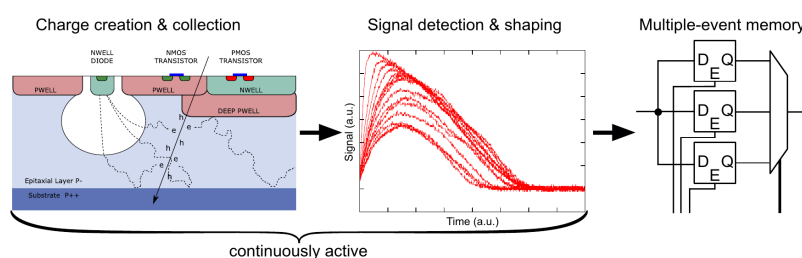 Charge creation & collection
Signal detection & shaping
Multiple-event memory
NWELL
DIODE
NMOS
TRANSISTOR
PMOS
TRANSISTOR
PWELL
PWELL
NWELL
DEEP PWELL
h
e
e
h
h
e
e
h
Epitaxial Layer P-
Substrate P++
Signal (a.u.)
Time (a.u.)
D Q
E
D Q
E
D Q
E
continuously active